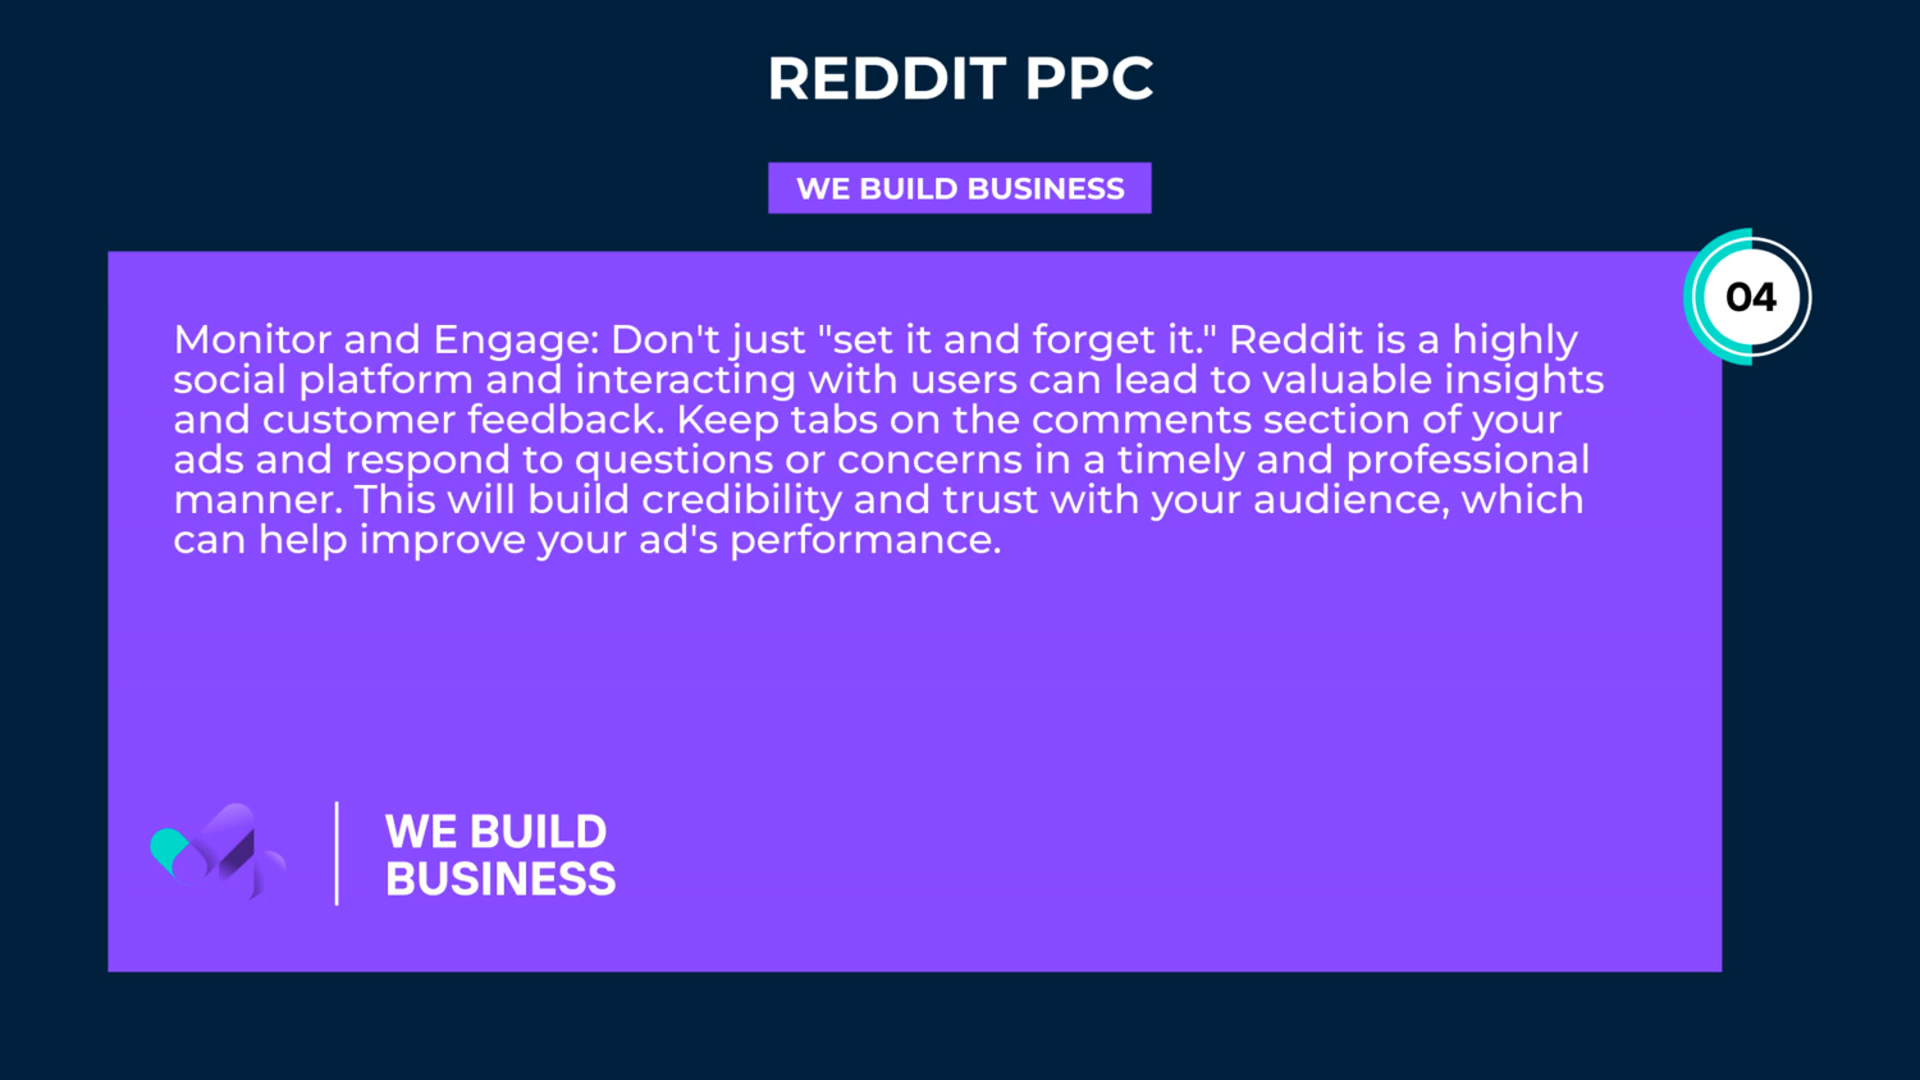 REDDIT PPC
WE BUILD BUSINESS
04
Monitor and Engage: Don't just "set it and forget it." Reddit is a highly
social platform and interacting with users can lead to valuable insights
and customer feedback. Keep tabs on the comments section of your
ads and respond to questions or concerns in a timely and professional
manner. This will build credibility and trust with your audience, which
can help improve your ad's performance.
WE BUILD
BUSINESS